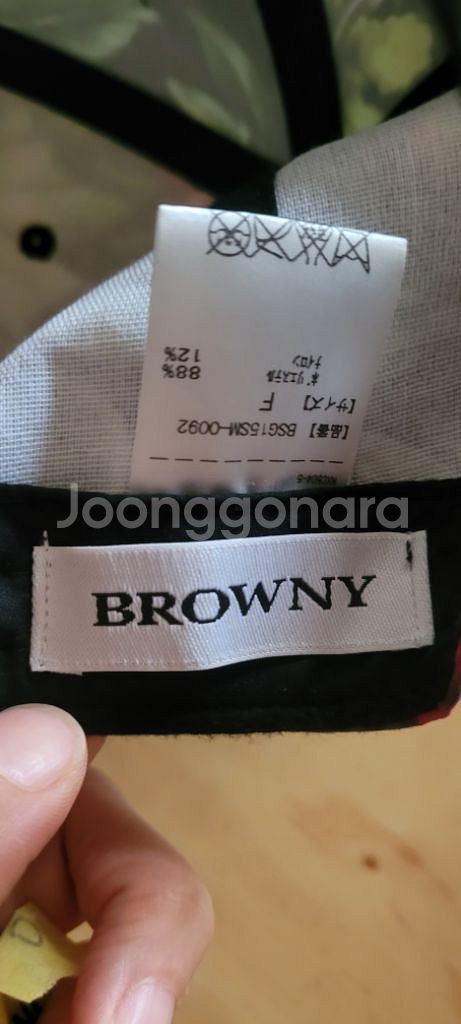 ポリエステル 88%
ナイロン 12%
【サイズ】 F
【品番】 BSG15SM-0092
Joonggonara
BROWNY